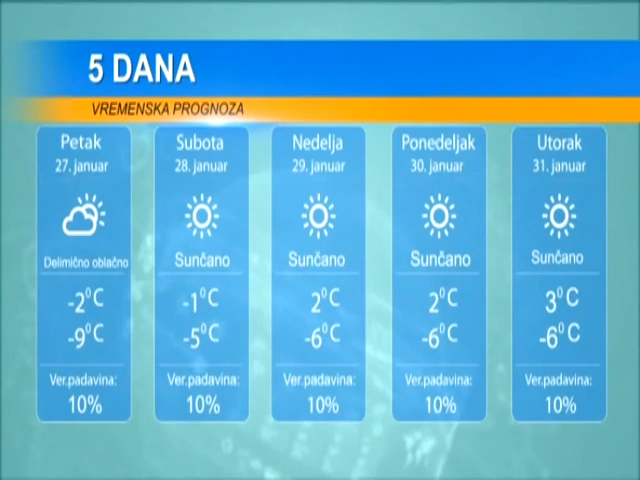 5 DANA
VREMENSKA PROGNOZA
Petak
27. januar
Delimično oblačno
-2°C
-9°C
Ver.padavina:
10%
Subota
28. januar
Sunčano
-1°C
-5°C
Ver.padavina:
10%
Nedelja
29. januar
Sunčano
2°C
-6°C
Ver.padavina:
10%
Ponedeljak
30. januar
Sunčano
2°C
-6°C
Ver.padavina:
10%
Utorak
31. januar
Sunčano
3°C
-6°C
Ver.padavina:
10%